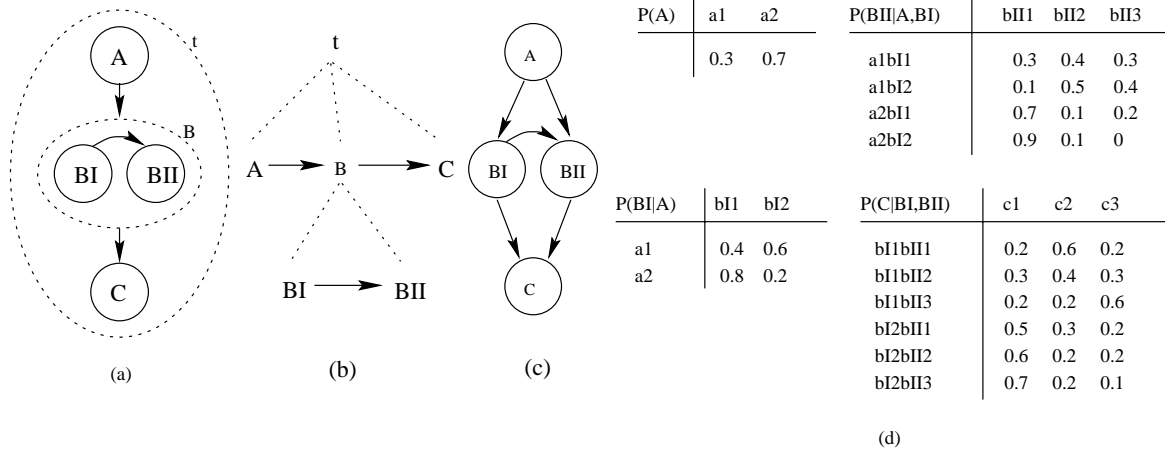 t
A
B
BI BII
C
(a)
t
A B C
BI BII
(b)
A
BI BII
C
(c)
P(A) a1 a2
0.3 0.7
P(BII|A,BI) bII1 bII2 bII3
a1bI1 0.3 0.4 0.3
a1bI2 0.1 0.5 0.4
a2bI1 0.7 0.1 0.2
a2bI2 0.9 0.1 0
P(BI|A) bI1 bI2
a1 0.4 0.6
a2 0.8 0.2
P(C|BI,BII) c1 c2 c3
bI1bII1 0.2 0.6 0.2
bI1bII2 0.3 0.4 0.3
bI1bII3 0.2 0.2 0.6
bI2bII1 0.5 0.3 0.2
bI2bII2 0.6 0.2 0.2
bI2bII3 0.7 0.2 0.1
(d)